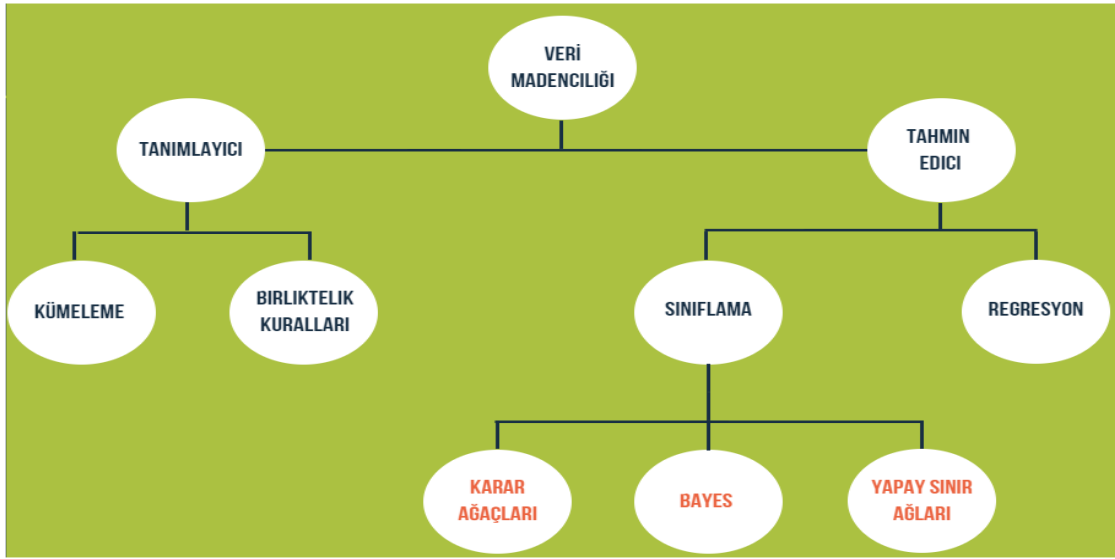 VERİ
MADENCILIĞI
TANIMLAYICI
TAHMIN
EDICI
KÜMELEME
BIRLIKTELIK
KURALLARI
SINIFLAMA
REGRESYON
KARAR
AĞAÇLARI
BAYES
YAPAY SINIR
AĞLARI